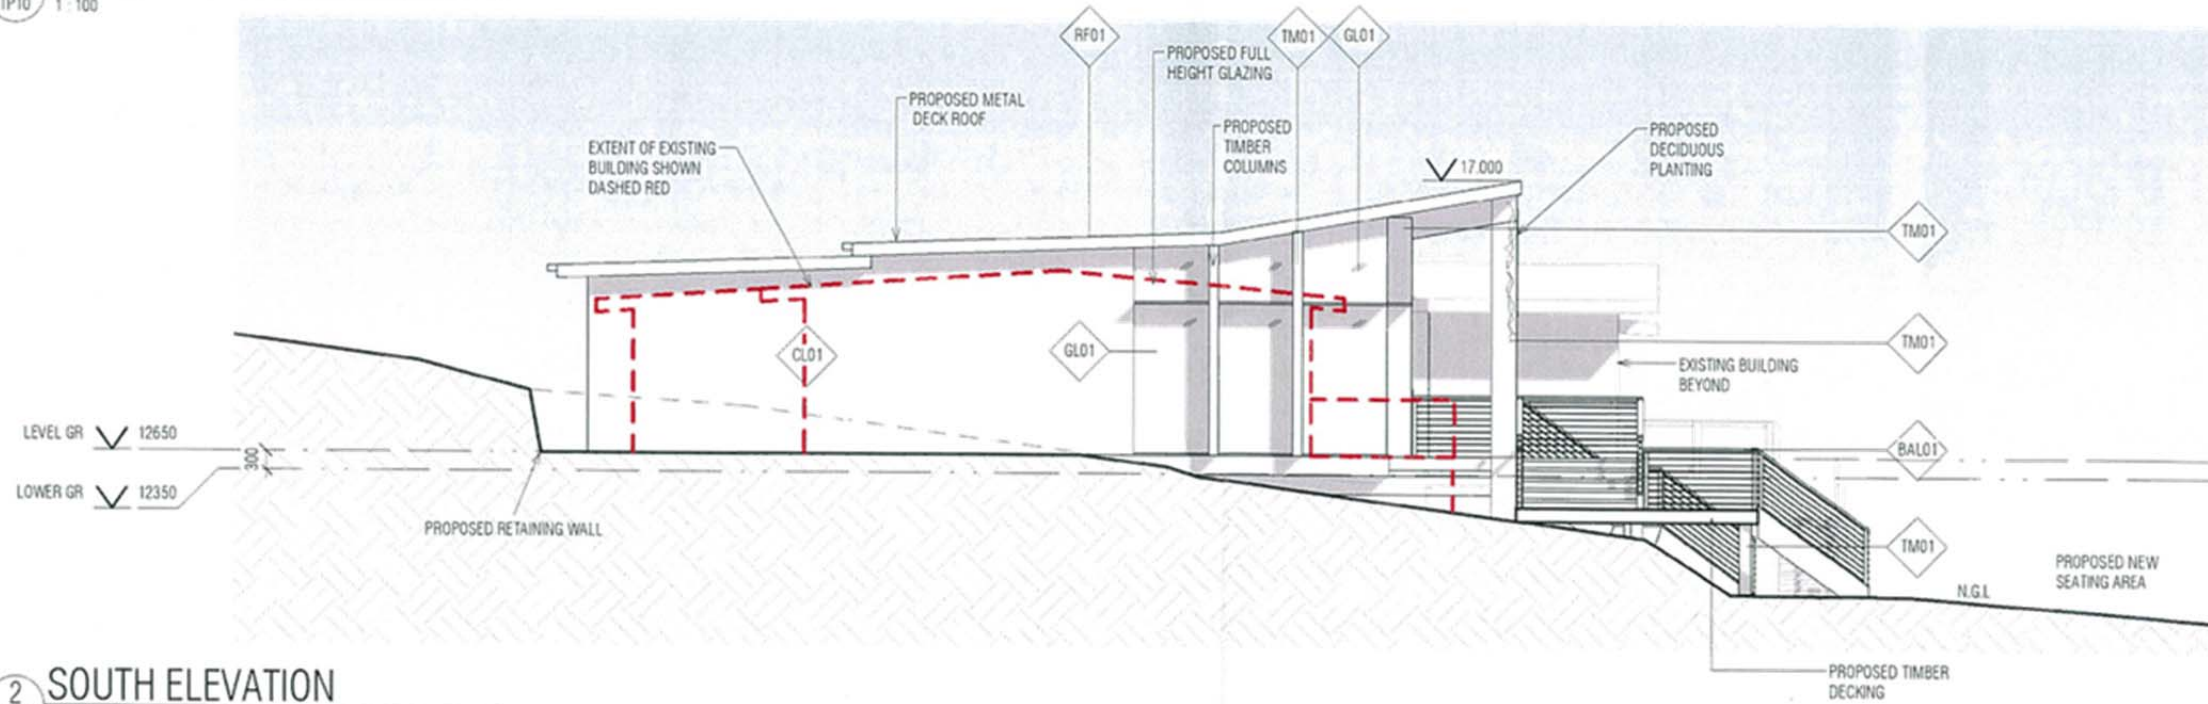 TP10
1 : 100
RF01
TM01
GL01
PROPOSED FULL
HEIGHT GLAZING
PROPOSED METAL
DECK ROOF
PROPOSED
TIMBER
COLUMNS
PROPOSED
DECIDUOUS
PLANTING
EXTENT OF EXISTING
BUILDING SHOWN
DASHED RED
17.000
TM01
TM01
CL01
GL01
EXISTING BUILDING
BEYOND
LEVEL GR
12650
300
LOWER GR
12350
BAL01
PROPOSED RETAINING WALL
TM01
PROPOSED NEW
SEATING AREA
N.G.L
PROPOSED TIMBER
DECKING
2
SOUTH ELEVATION